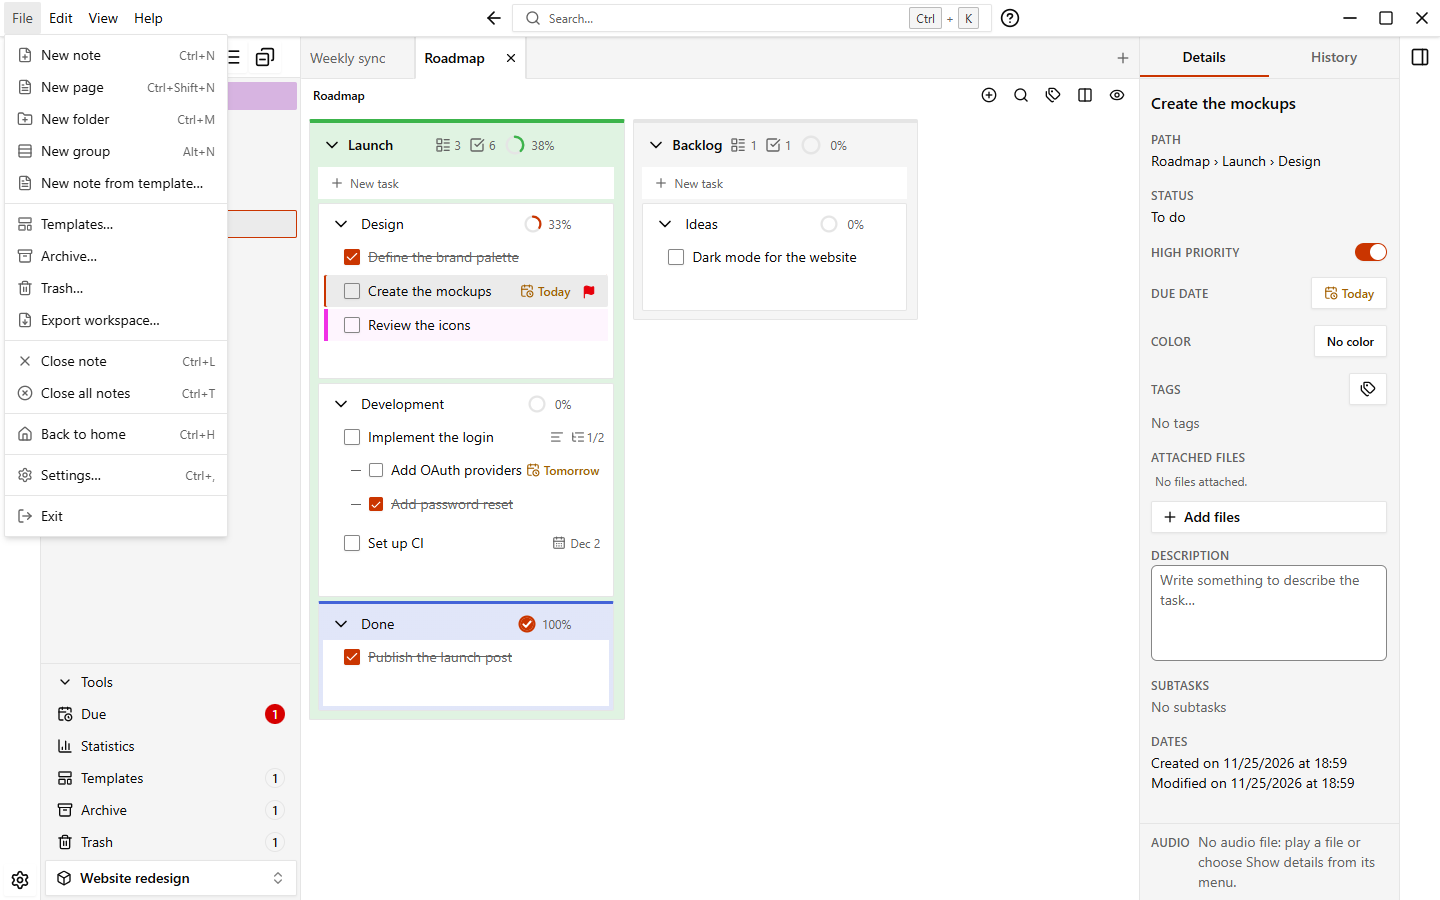 File Edit View Help
Search... Ctrl + K
New note Ctrl+N
New page Ctrl+Shift+N
New folder Ctrl+M
New group Alt+N
New note from template...
Templates...
Archive...
Trash...
Export workspace...
Close note Ctrl+L
Close all notes Ctrl+T
Back to home Ctrl+H
Settings... Ctrl+,
Exit
Tools
Due 1
Statistics
Templates 1
Archive 1
Trash 1
Website redesign
Weekly sync
Roadmap
Roadmap
Launch 3 6 38%
New task
Design 33%
Define the brand palette
Create the mockups Today
Review the icons
Development 0%
Implement the login 1/2
Add OAuth providers Tomorrow
Add password reset
Set up CI Dec 2
Done 100%
Publish the launch post
Backlog 1 1 0%
New task
Ideas 0%
Dark mode for the website
Details History
Create the mockups
PATH
Roadmap › Launch › Design
STATUS
To do
HIGH PRIORITY
DUE DATE Today
COLOR No color
TAGS
No tags
ATTACHED FILES
No files attached.
Add files
DESCRIPTION
Write something to describe the
task...
SUBTASKS
No subtasks
DATES
Created on 11/25/2026 at 18:59
Modified on 11/25/2026 at 18:59
AUDIO No audio file: play a file or
choose Show details from its
menu.